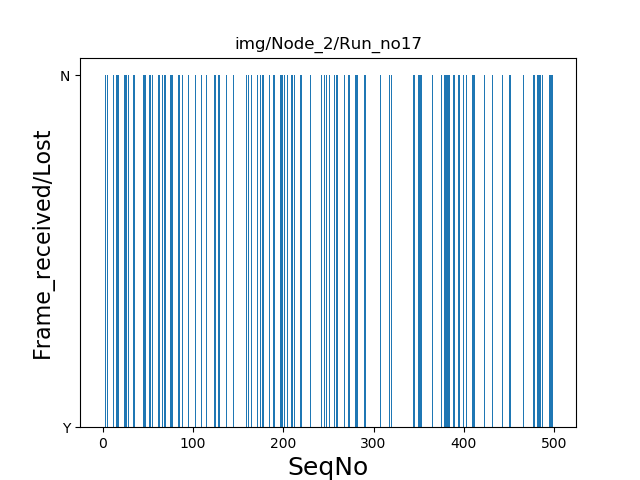 img/Node_2/Run_no17
N
Frame_received/Lost
Y
0 100 200 300 400 500
SeqNo